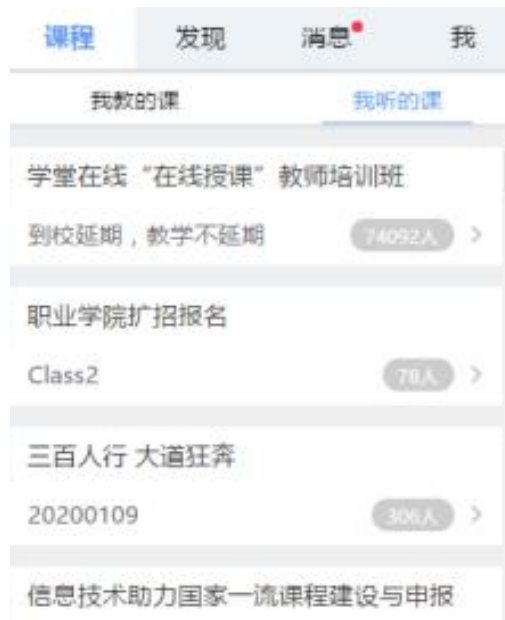 课程 发现 消息 我
我教的课 我听的课
学堂在线“在线授课”教师培训班
到校延期，教学不延期 74092人
职业学院扩招报名
Class2 78人
三百人行 大道狂奔
20200109 306人
信息技术助力国家一流课程建设与申报